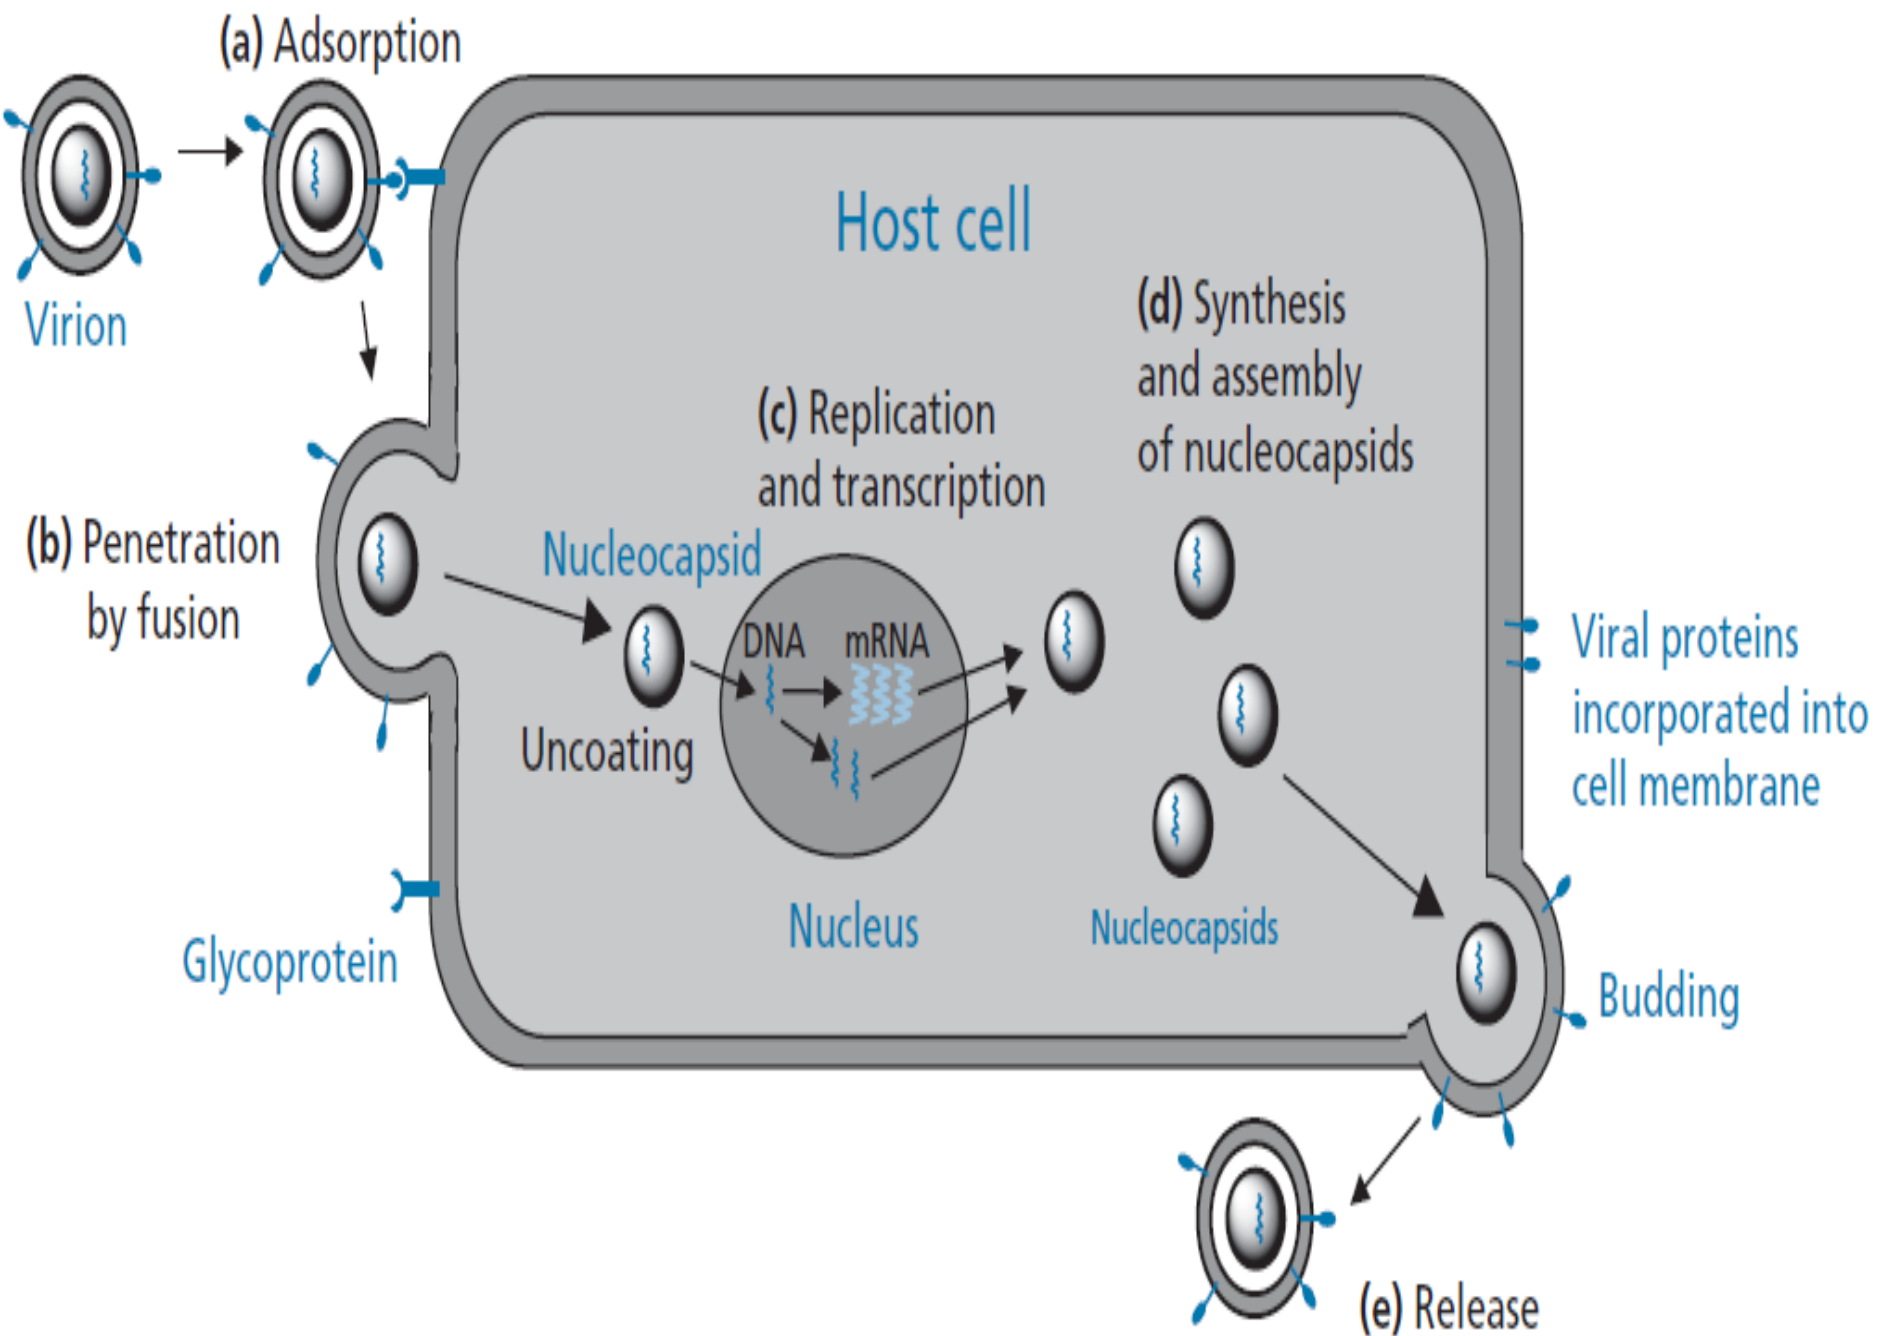 (a) Adsorption
Virion
Host cell
(b) Penetration
by fusion
Nucleocapsid
Uncoating
(c) Replication
and transcription
DNA
mRNA
Nucleus
(d) Synthesis
and assembly
of nucleocapsids
Nucleocapsids
Glycoprotein
Viral proteins
incorporated into
cell membrane
Budding
(e) Release